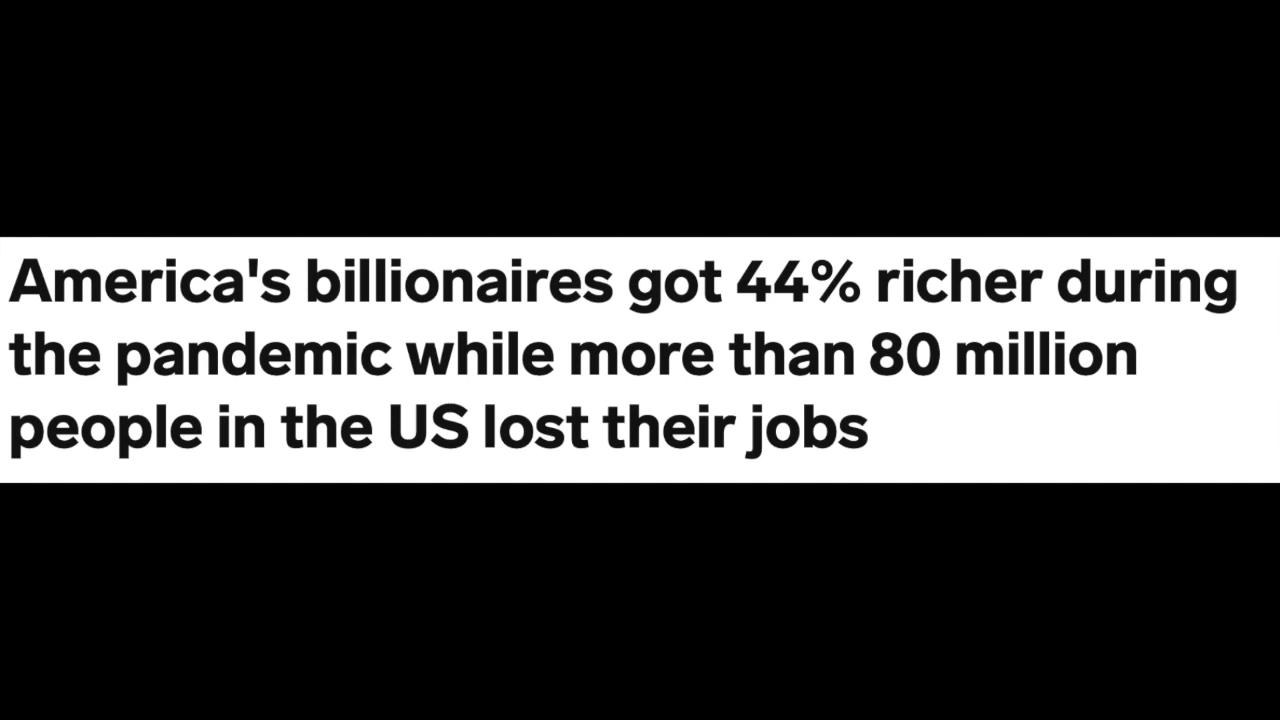 America's billionaires got 44% richer during
the pandemic while more than 80 million
people in the US lost their jobs